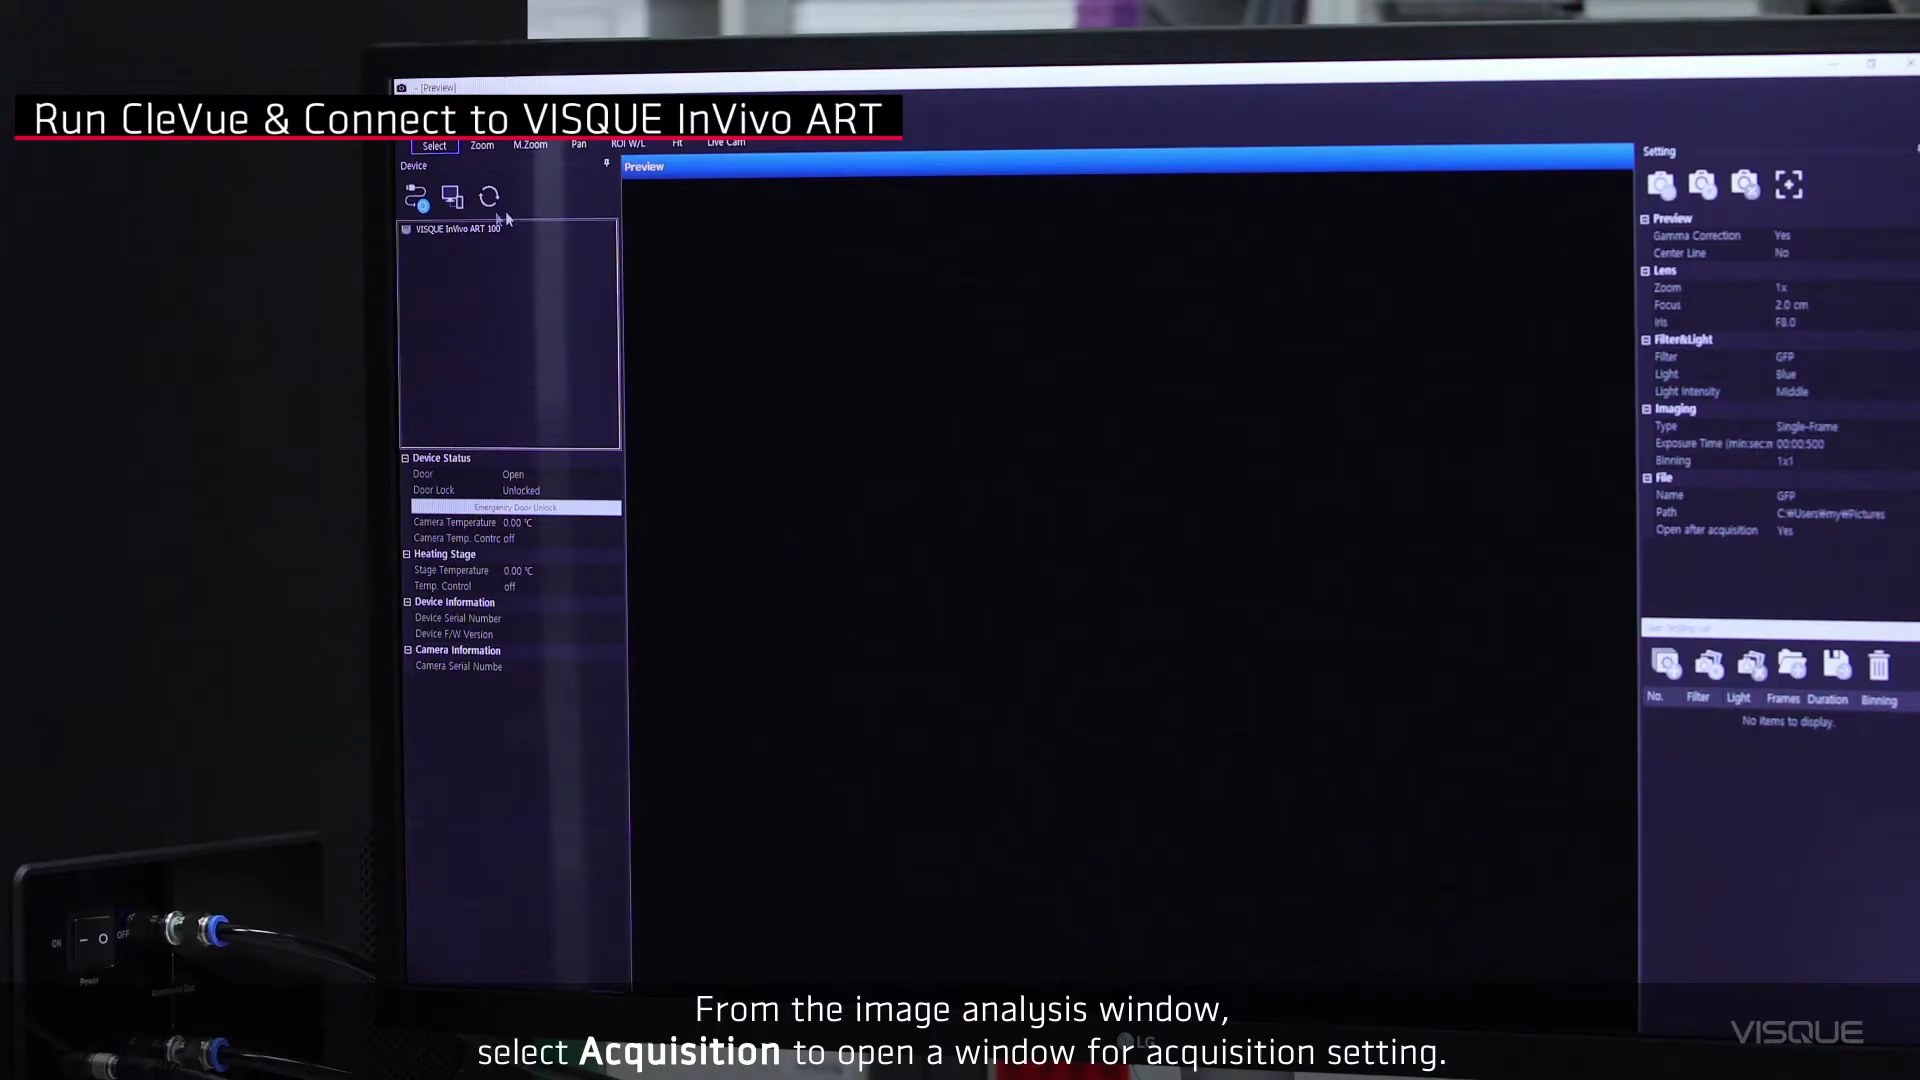 - [Preview]
Run CleVue & Connect to VISQUE InVivo ART
Select Zoom M.Zoom Pan ROI W/L Fit Live Cam
Device
Preview
Setting
VISQUE InVivo ART 100
Preview
Gamma Correction Yes
Center Line No
Lens
Zoom 1x
Focus 2.0 cm
Iris F8.0
Filter&Light
Filter GFP
Light Blue
Light Intensity Middle
Imaging
Type Single-Frame
Exposure Time (min:sec:n 00:00:500
Binning 1x1
File
Name GFP
Path C:₩Users₩my₩Pictures
Open after acquisition Yes
Device Status
Door Open
Door Lock Unlocked
Emergency Door Unlock
Camera Temperature 0.00 ℃
Camera Temp. Contrc off
Heating Stage
Stage Temperature 0.00 ℃
Temp. Control off
Device Information
Device Serial Number
Device F/W Version
Camera Information
Camera Serial Numbe
No. Filter Light Frames Duration Binning
No items to display.
ON OFF
Power
From the image analysis window,
select Acquisition to open a window for acquisition setting.
LG
VISQUE